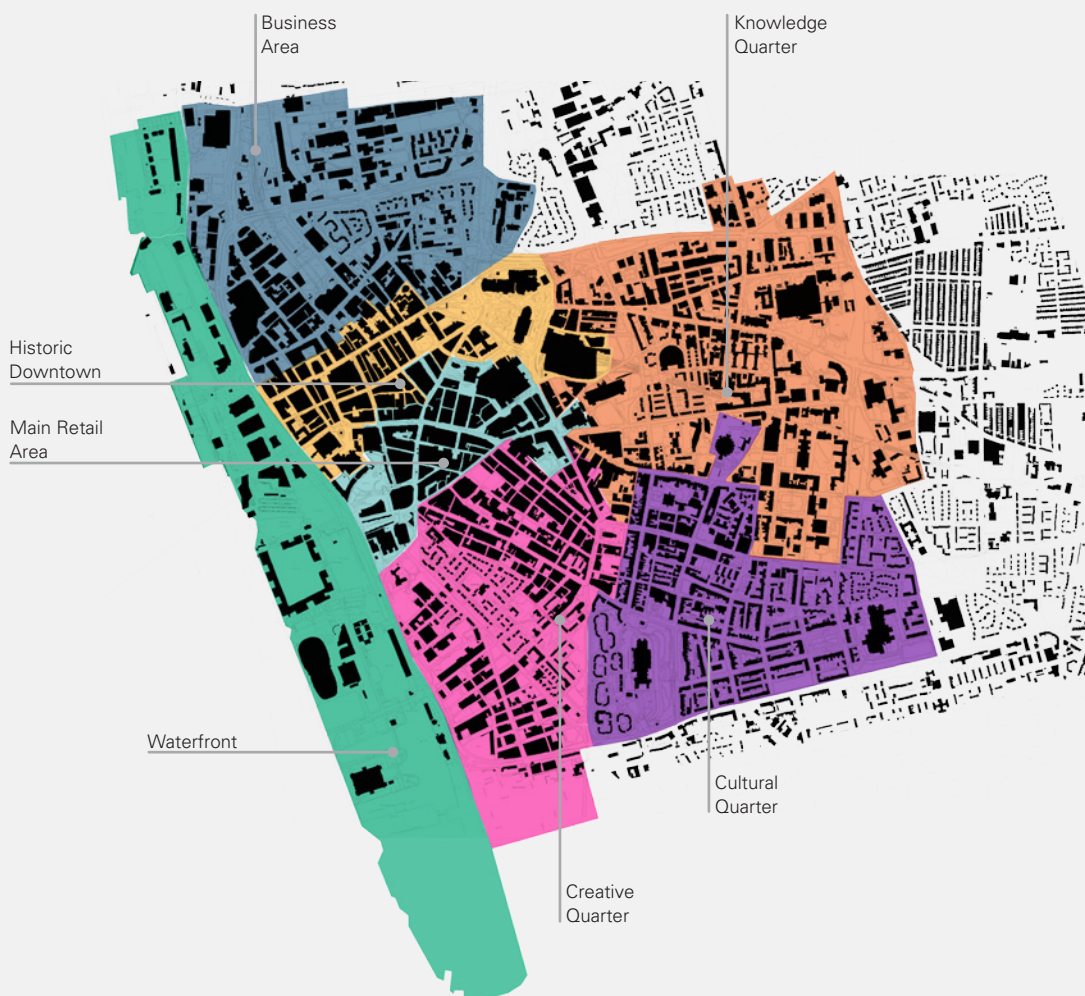 Business
Area
Knowledge
Quarter
Historic
Downtown
Main Retail
Area
Waterfront
Cultural
Quarter
Creative
Quarter